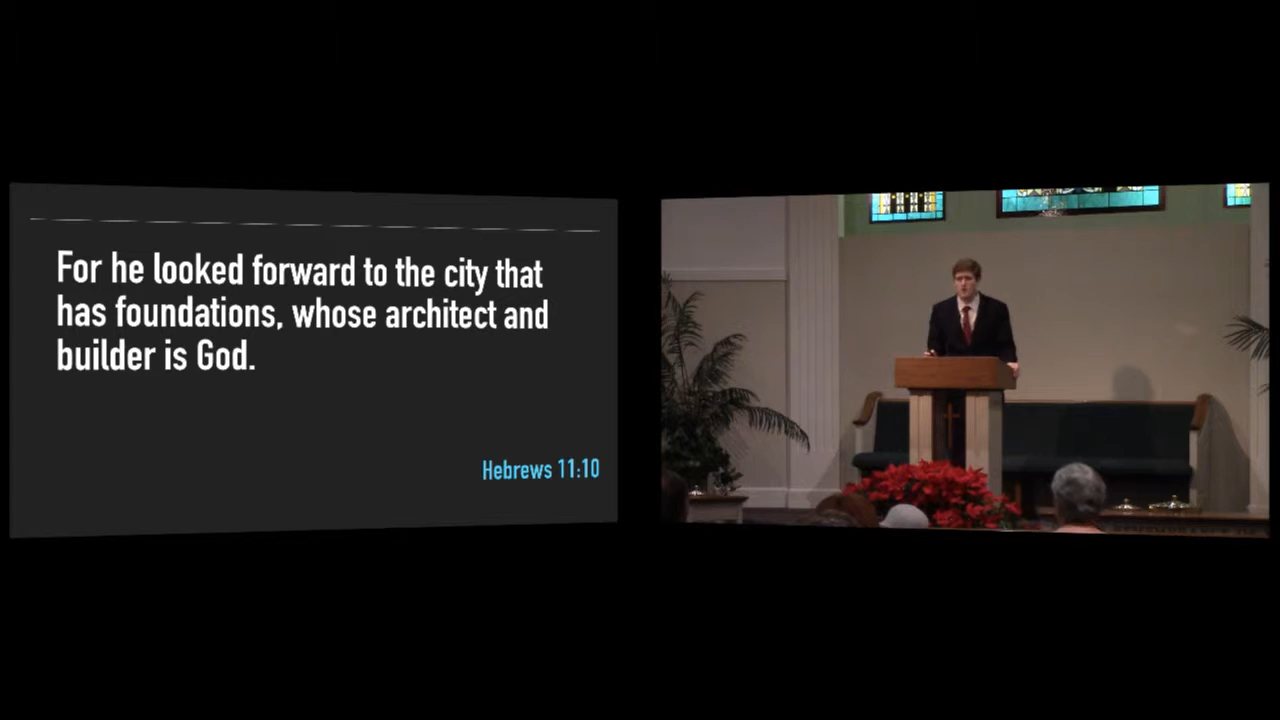 For he looked forward to the city that
has foundations, whose architect and
builder is God.
Hebrews 11:10